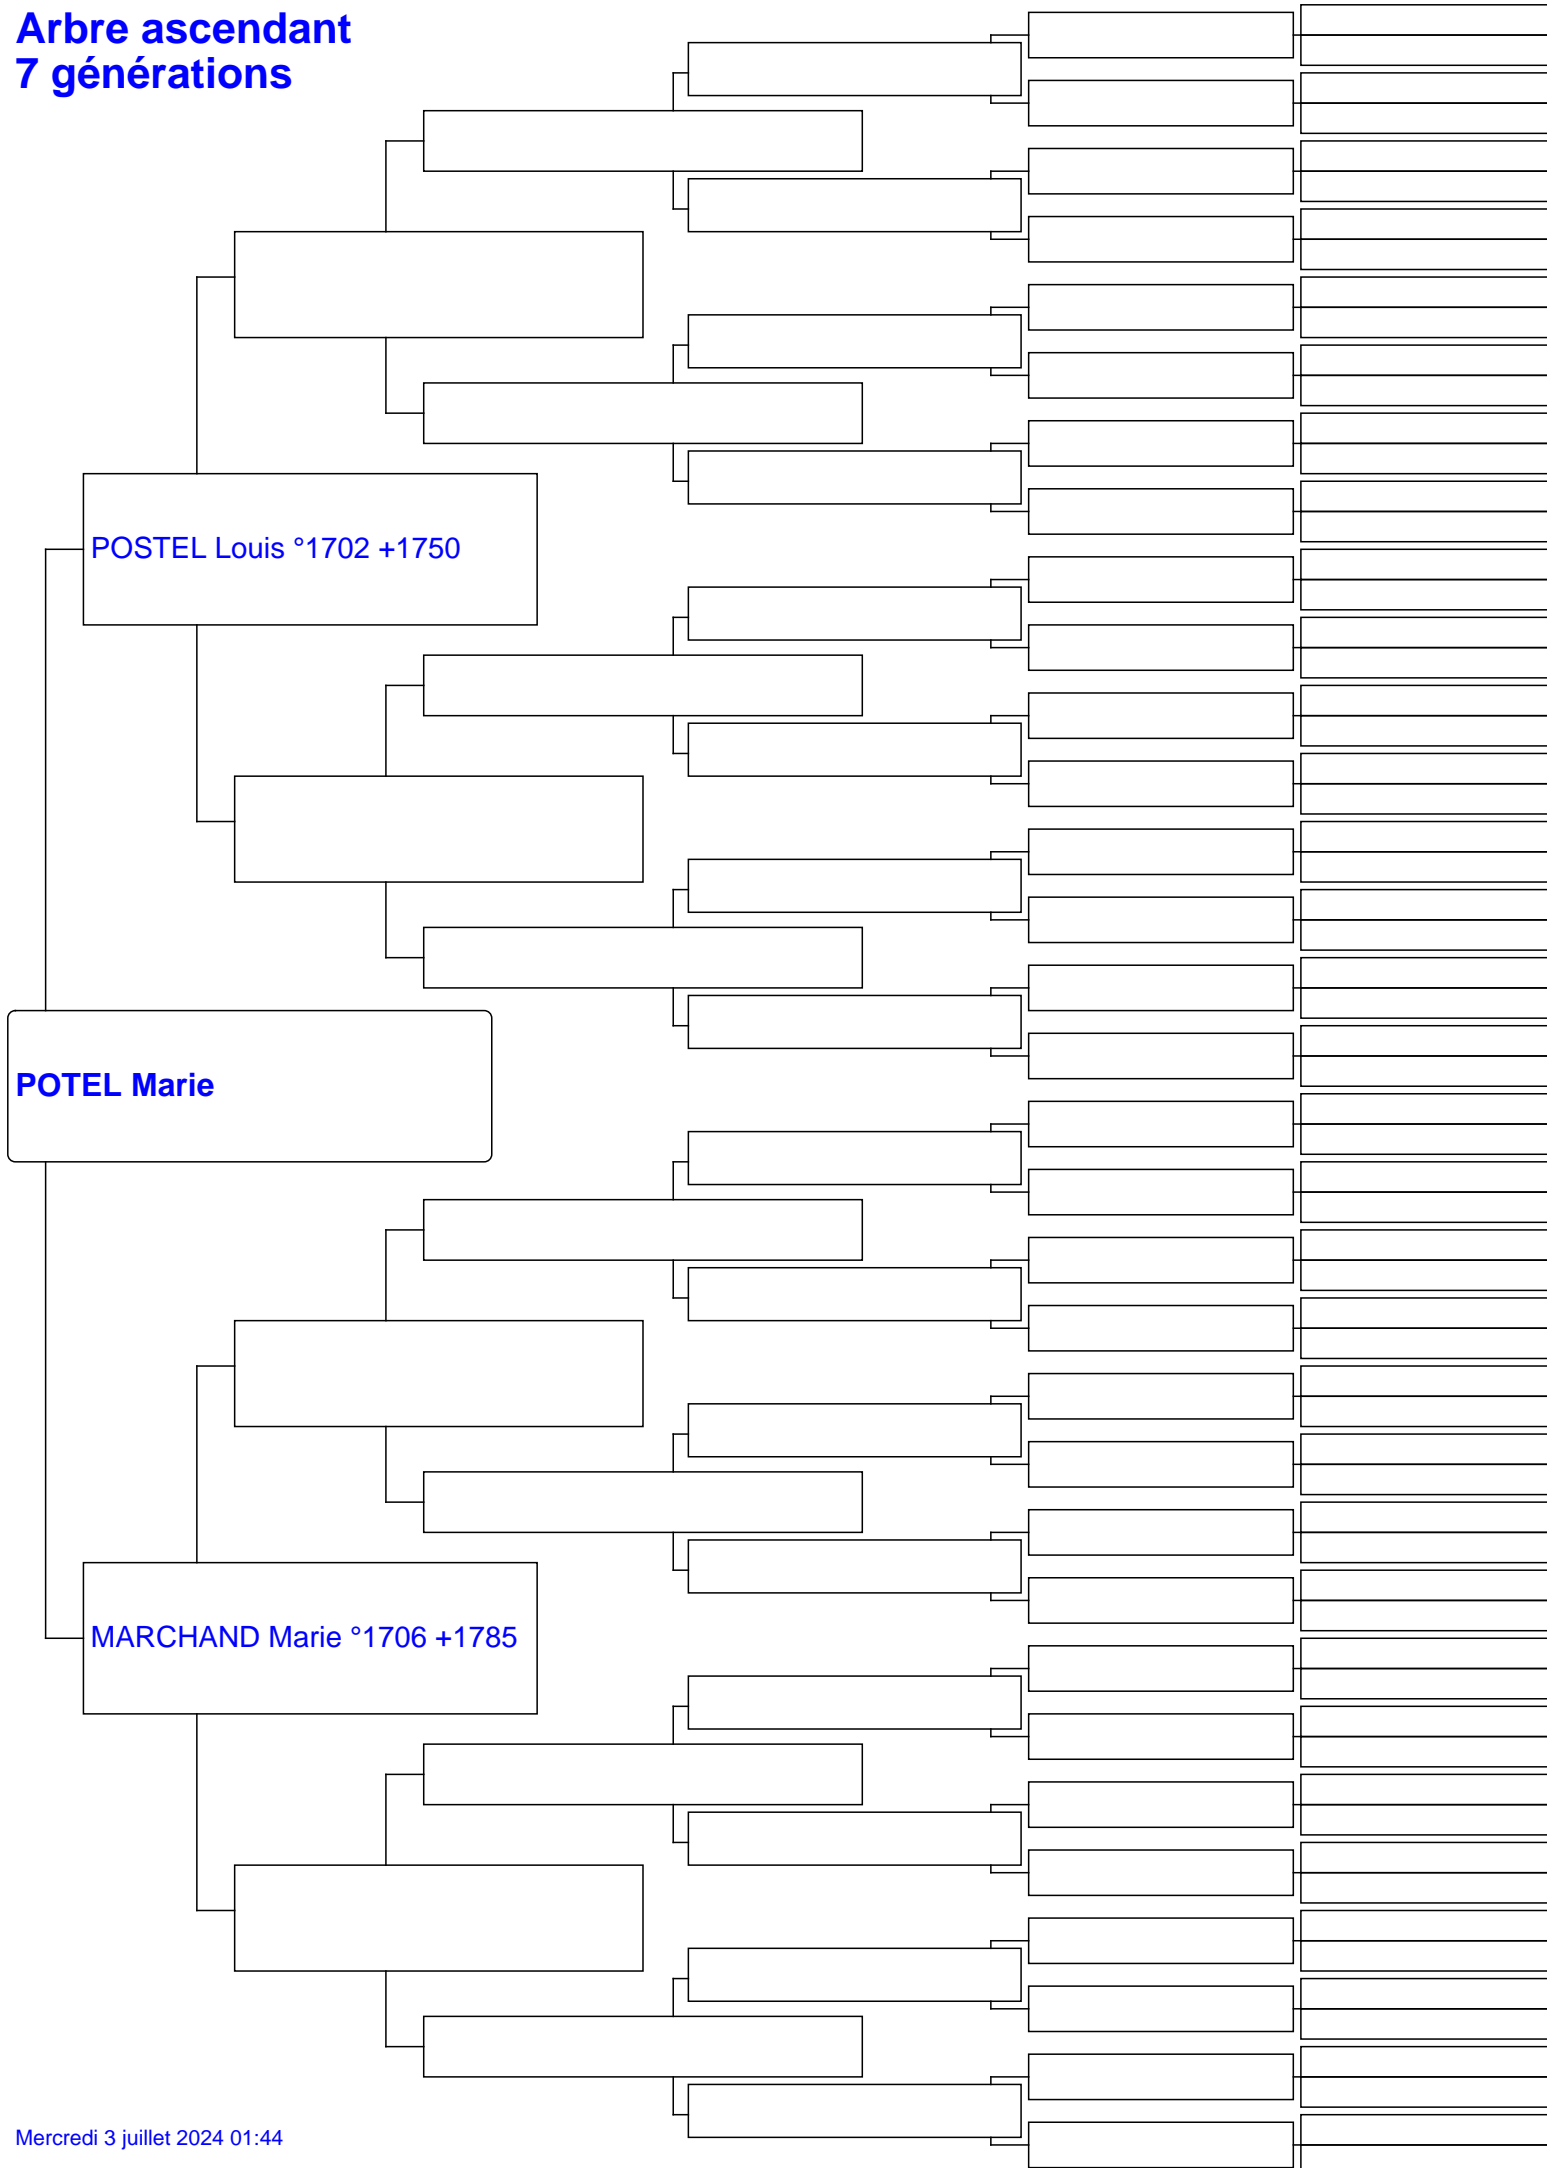 Arbre ascendant
7 générations
POSTEL Louis °1702 +1750
POTEL Marie
MARCHAND Marie °1706 +1785
Mercredi 3 juillet 2024 01:44